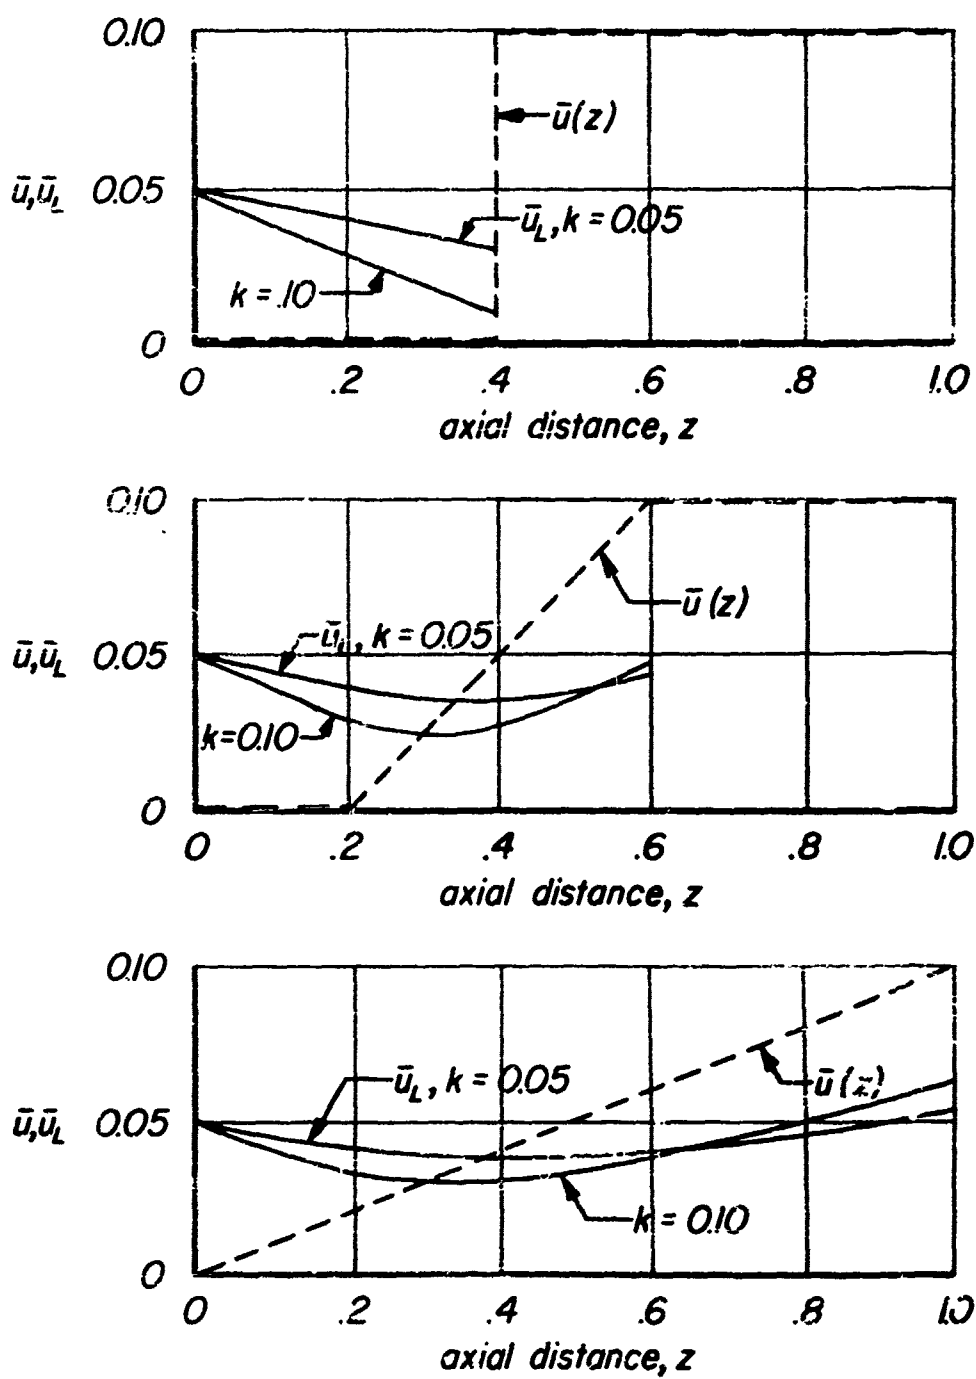 0.10
ū(z)
ū,ū_L 0.05
ū_L, k = 0.05
k = .10
0
0 .2 .4 .6 .8 1.0
axial distance, z
0.10
ū (z)
ū_L, k = 0.05
ū,ū_L 0.05
k = 0.10
0
0 .2 .4 .6 .8 1.0
axial distance, z
0.10
ū_L, k = 0.05
ū(z)
ū,ū_L 0.05
k = 0.10
0
0 .2 .4 .6 .8 1.0
axial distance, z